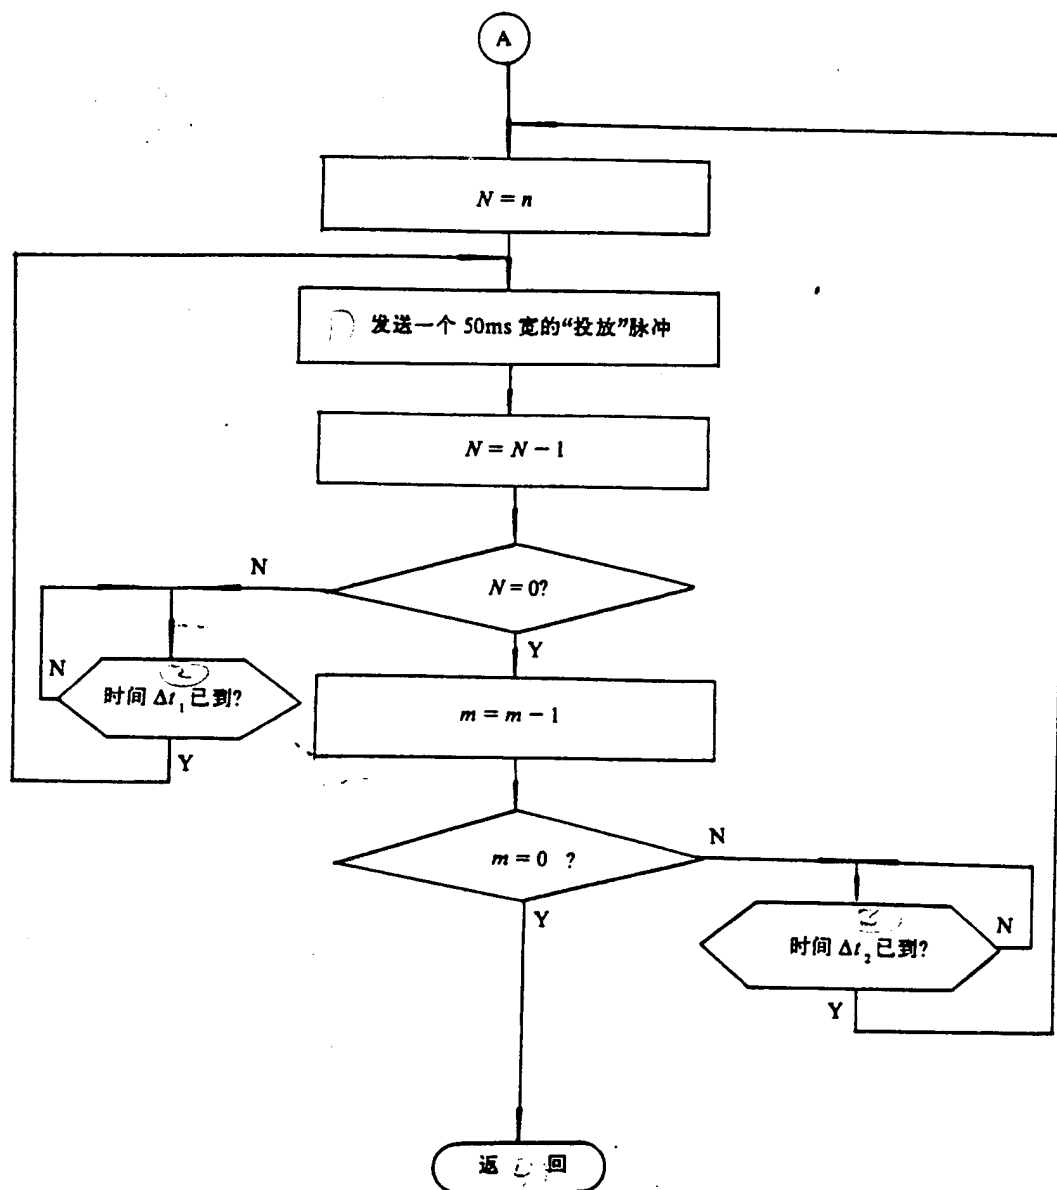 A
N = n
发送一个 50ms 宽的“投放”脉冲
N = N − 1
N = 0?
N
Y
N
时间 Δt₁ 已到?
Y
m = m − 1
m = 0 ?
N
Y
时间 Δt₂ 已到?
N
Y
返 回